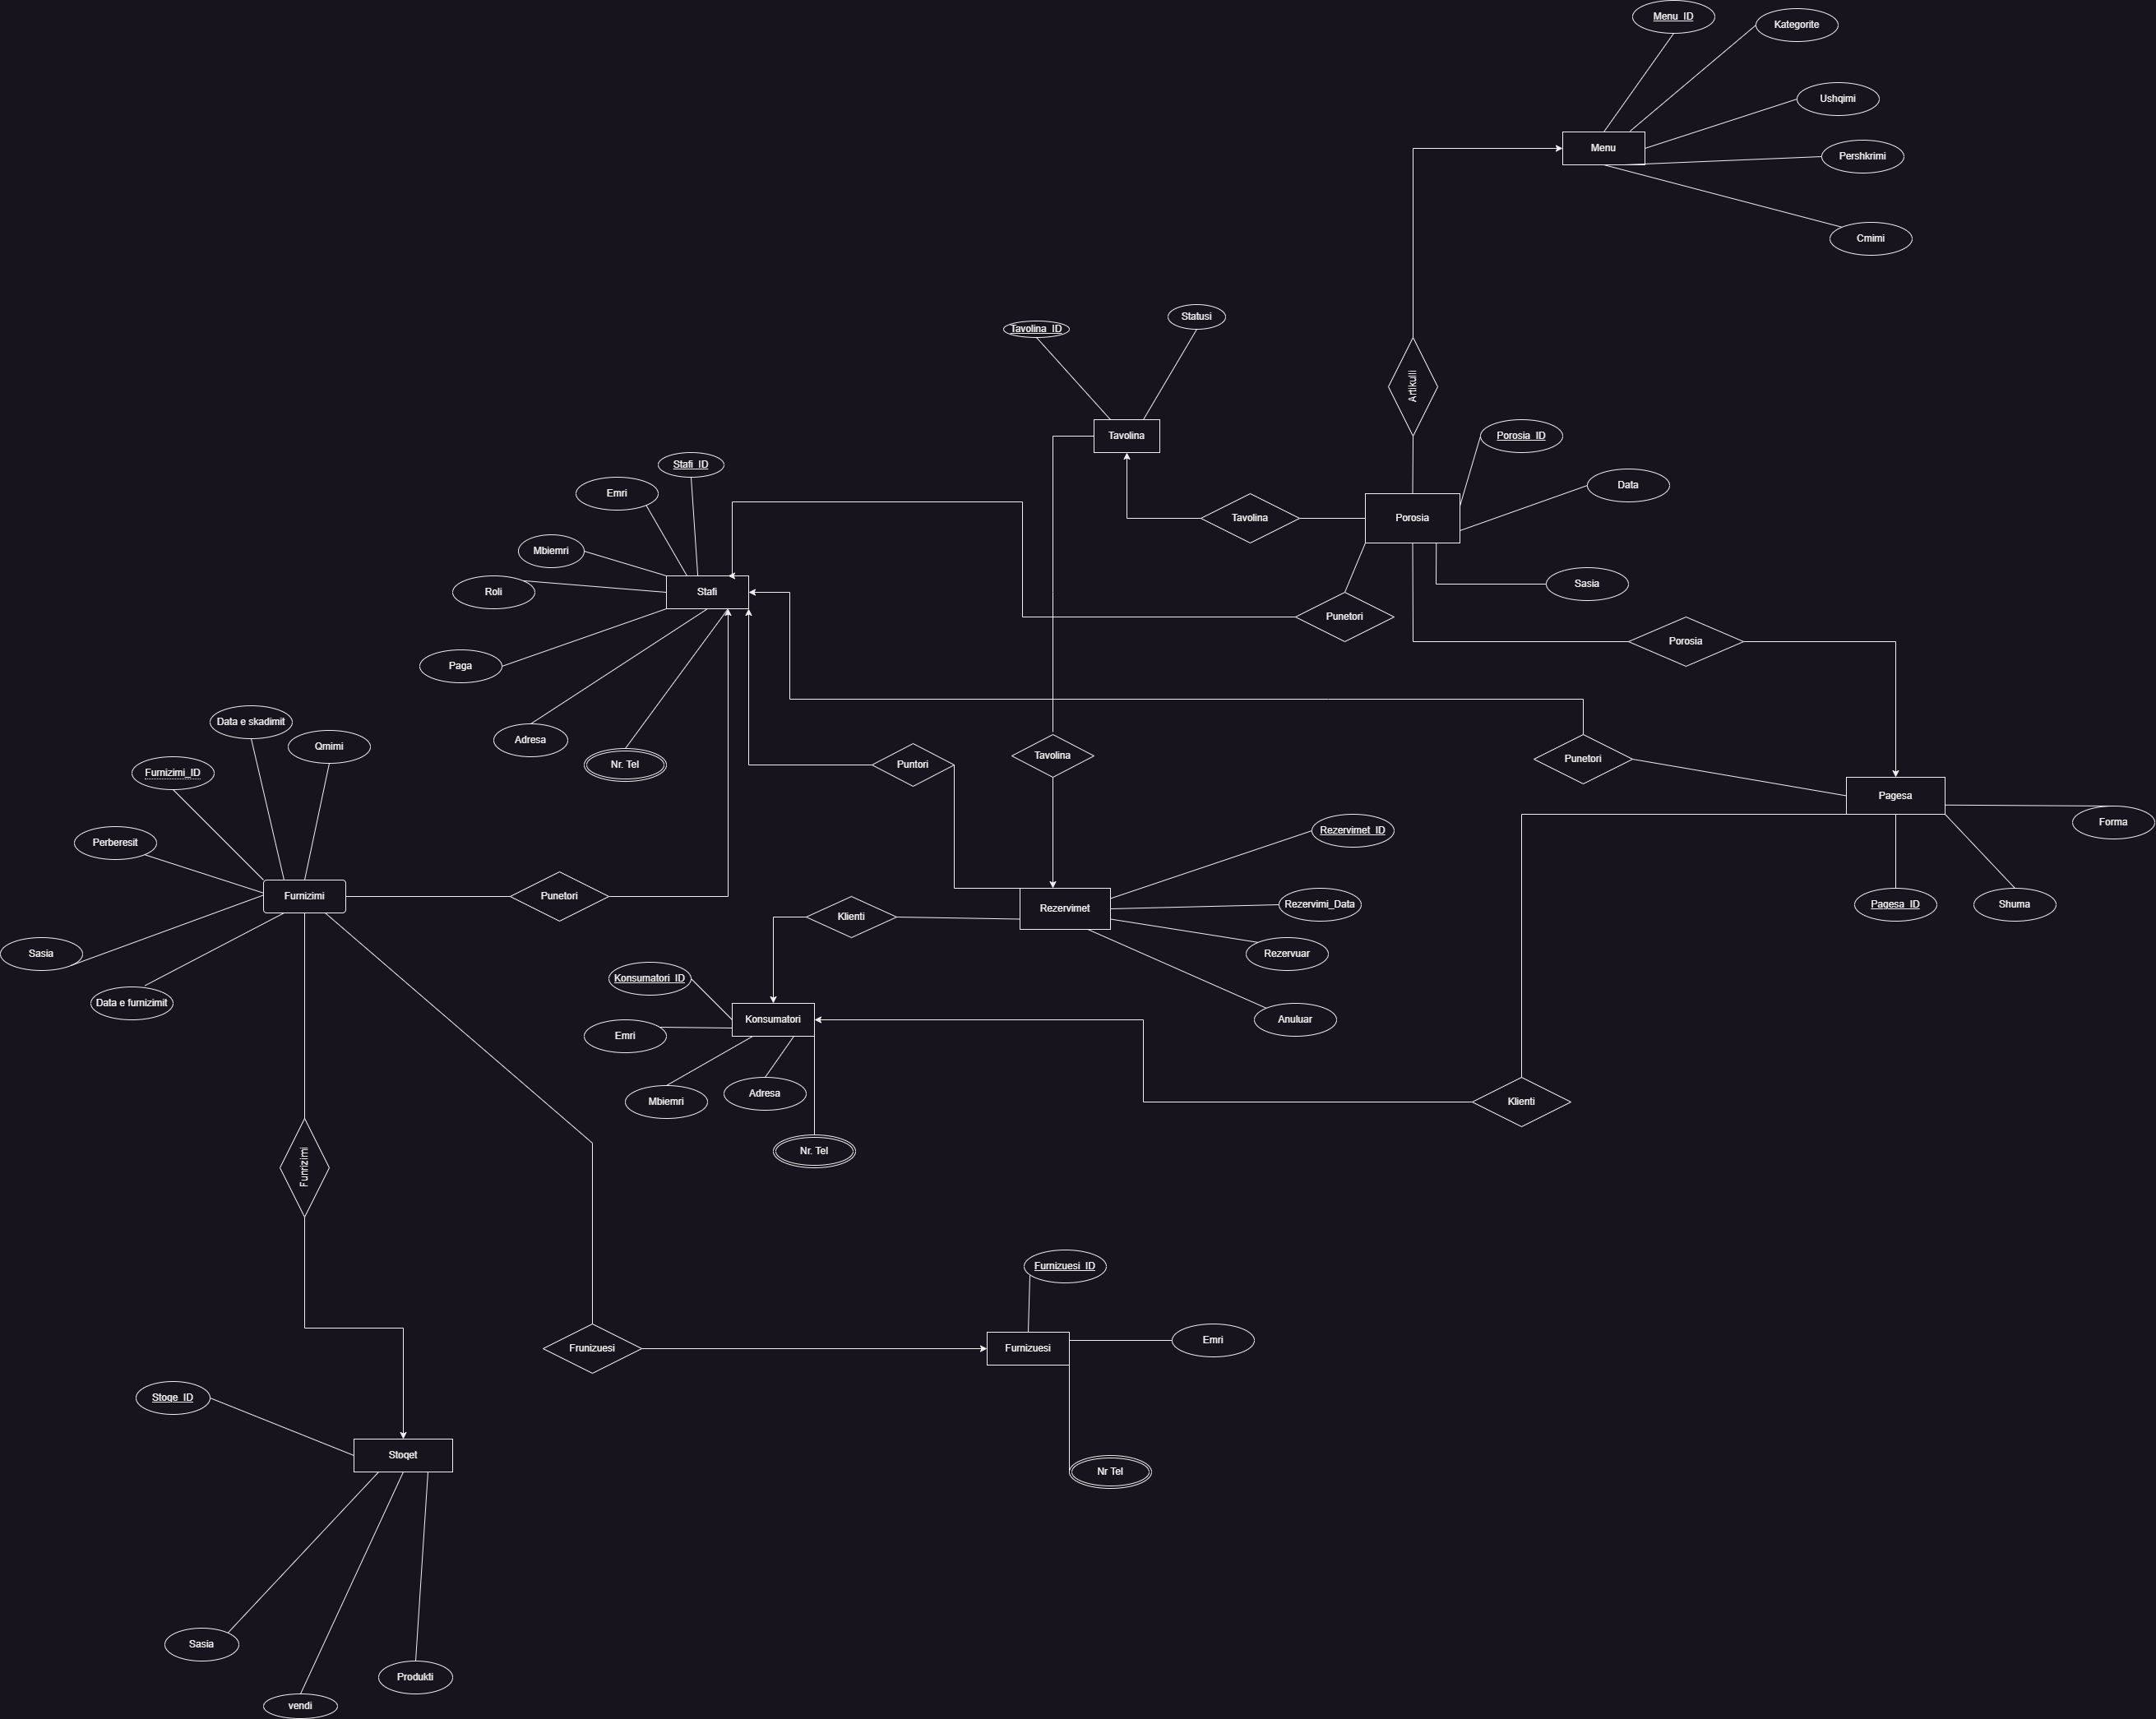 Menu_ID
Kategorite
Ushqimi
Menu
Pershkrimi
Cmimi
Tavolina_ID
Statusi
Artikulli
Tavolina
Porosia_ID
Stafi_ID
Data
Emri
Tavolina
Porosia
Mbiemri
Sasia
Roli
Stafi
Punetori
Porosia
Paga
Data e skadimit
Adresa
Qmimi
Tavolina
Punetori
Nr. Tel
Puntori
Furnizimi_ID
Pagesa
Forma
Rezervimet_ID
Perberesit
Furnizimi
Punetori
Rezervimi_Data
Pagesa_ID
Shuma
Rezervimet
Klienti
Sasia
Rezervuar
Konsumatori_ID
Data e furnizimit
Konsumatori
Anuluar
Emri
Adresa
Mbiemri
Klienti
Nr. Tel
Funrizimi
Furnizuesi_ID
Emri
Frunizuesi
Furnizuesi
Stoqe_ID
Stoqet
Nr Tel
Sasia
Produkti
vendi